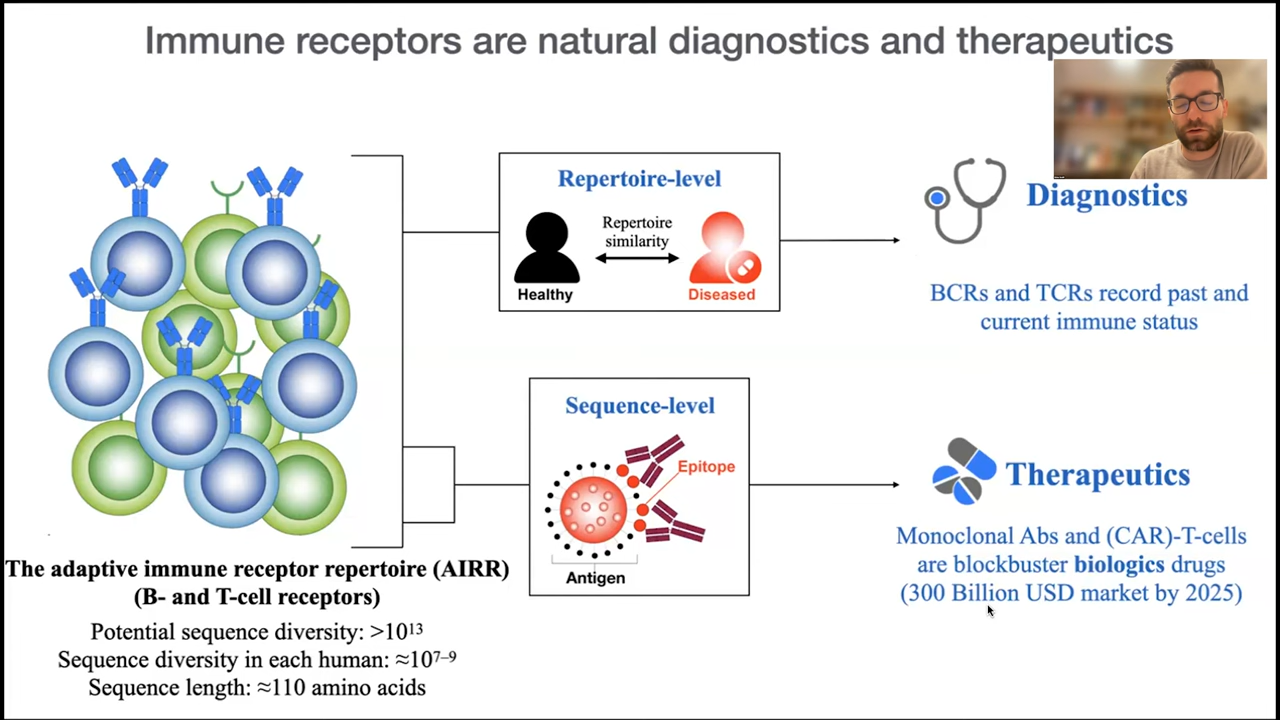 Immune receptors are natural diagnostics and therapeutics
Repertoire-level
Repertoire
similarity
Healthy
Diseased
Diagnostics
BCRs and TCRs record past and
current immune status
Sequence-level
Epitope
Antigen
Therapeutics
Monoclonal Abs and (CAR)-T-cells
are blockbuster biologics drugs
(300 Billion USD market by 2025)
The adaptive immune receptor repertoire (AIRR)
(B- and T-cell receptors)
Potential sequence diversity: >10¹³
Sequence diversity in each human: ≈10⁷⁻⁹
Sequence length: ≈110 amino acids